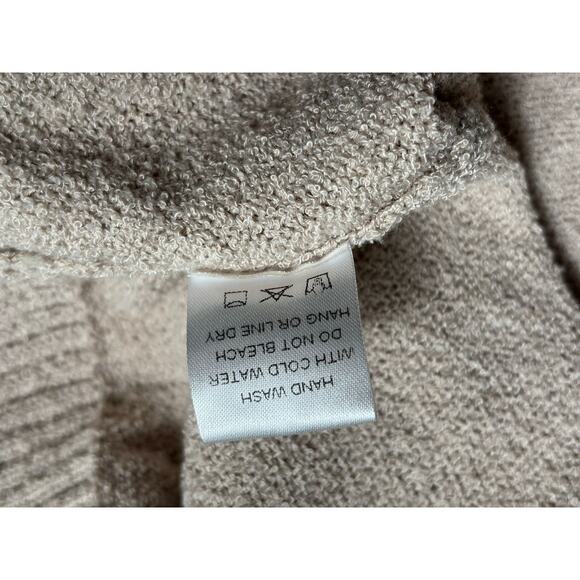 HAND WASH
WITH COLD WATER
DO NOT BLEACH
HANG OR LINE DRY